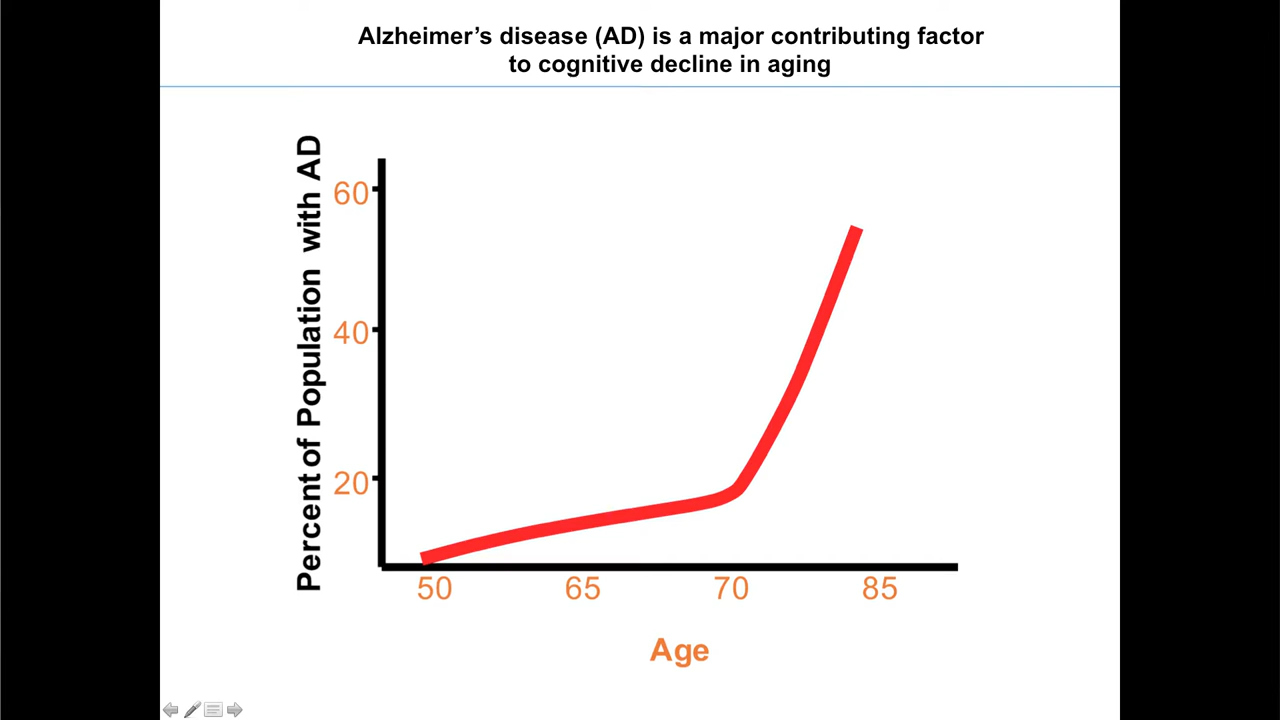 Alzheimer’s disease (AD) is a major contributing factor
to cognitive decline in aging
Percent of Population with AD
60
40
20
50 65 70 85
Age